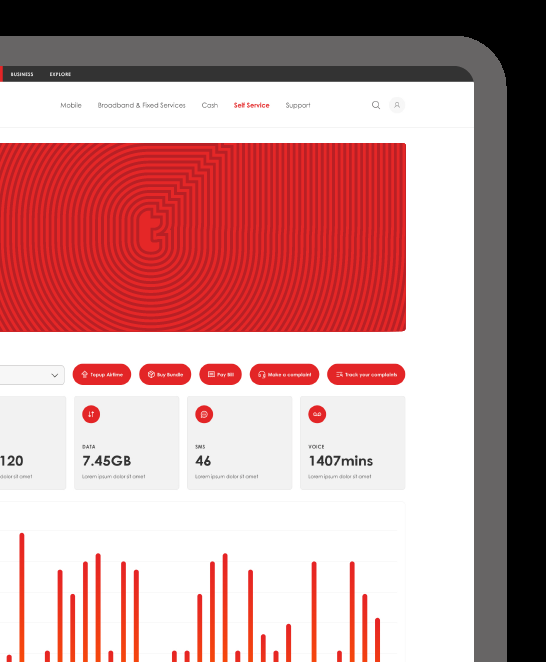 BUSINESS EXPLORE
Mobile Broadband & Fixed Services Cash Self Service Support
Topup Airtime Buy Bundle Pay Bill Make a complaint Track your complaints
DATA SMS VOICE
120 7.45GB 46 1407mins
dolor sit amet Lorem ipsum dolor sit amet Lorem ipsum dolor sit amet Lorem ipsum dolor sit amet